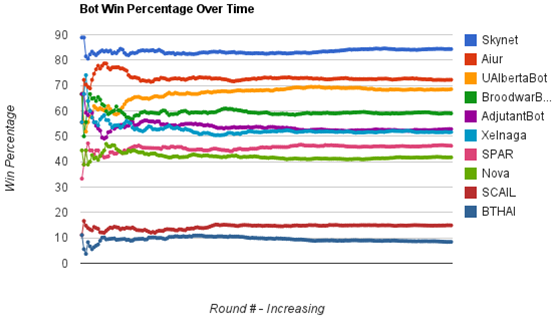 Bot Win Percentage Over Time
90
80
70
60
50
40
30
20
10
0
Win Percentage
Round # - Increasing
Skynet
Aiur
UAlbertaBot
BroodwarB...
AdjutantBot
Xelnaga
SPAR
Nova
SCAIL
BTHAI